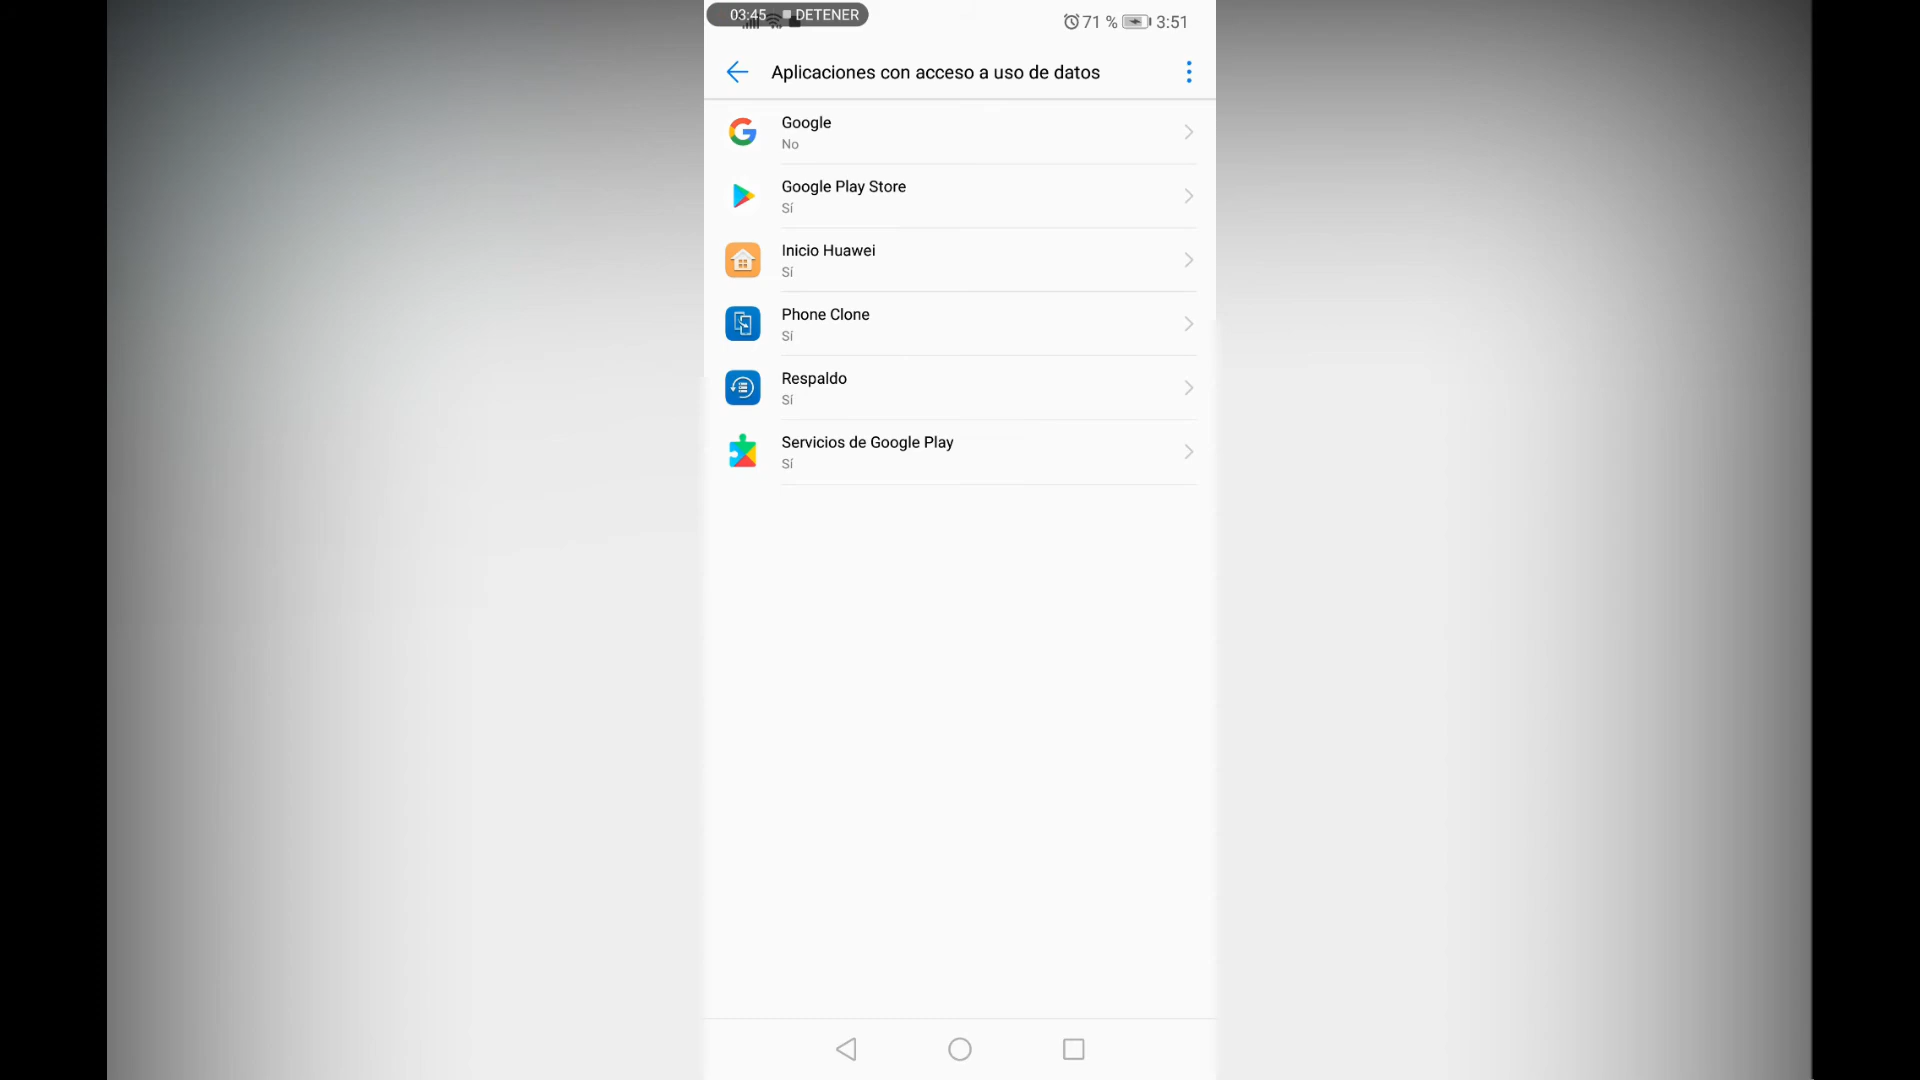 03:45 DETENER
71 % 3:51
Aplicaciones con acceso a uso de datos
Google
No
Google Play Store
Sí
Inicio Huawei
Sí
Phone Clone
Sí
Respaldo
Sí
Servicios de Google Play
Sí